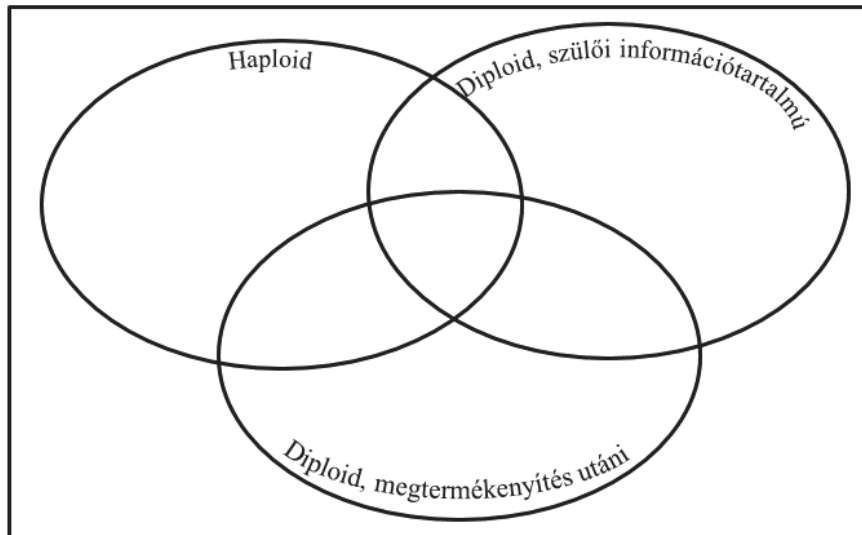 Haploid
Diploid, szülői információtartalmú
Diploid, megtermékenyítés utáni